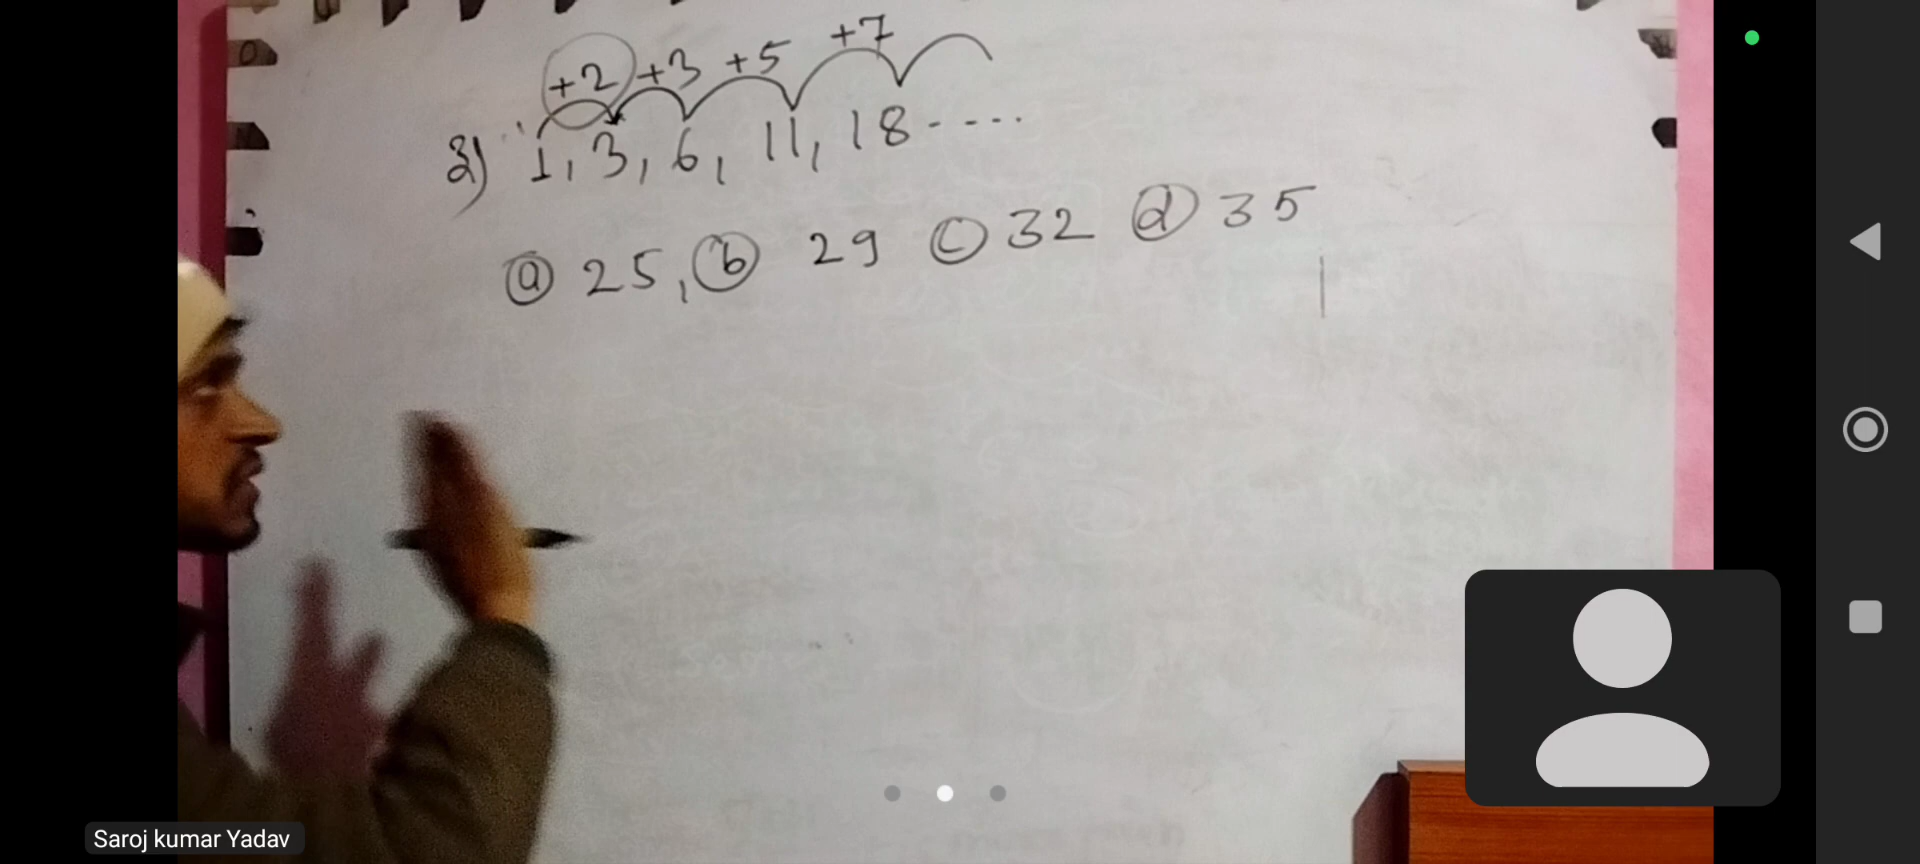 +2 +3 +5 +7
2) 1, 3, 6, 11, 18 - - - -
ⓐ 25, ⓑ 29 ⓒ 32 ⓓ 35
Saroj kumar Yadav